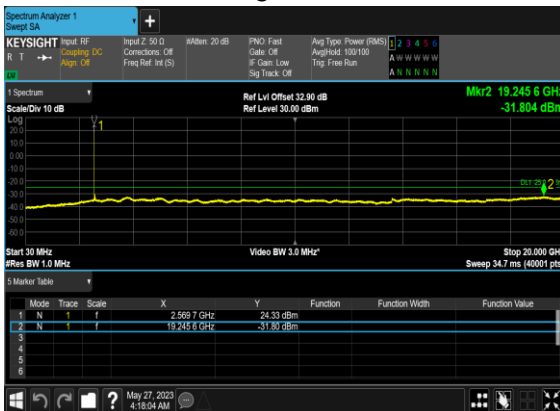 Spectrum Analyzer 1
Swept SA
KEYSIGHT Input: RF Input Z: 50 Ω #Atten: 20 dB PNO: Fast Avg Type: Power (RMS) 1 2 3 4 5 6
R T Coupling: DC Corrections: Off Gate: Off Avg|Hold: 100/100 A W W W W W
Align: Off Freq Ref: Int (S) IF Gain: Low Trig: Free Run
Sig Track: Off A N N N N N
LV
1 Spectrum Ref Lvl Offset 32.90 dB Mkr2 19.245 6 GHz
Scale/Div 10 dB Ref Level 30.00 dBm -31.804 dBm
Log
20.0
10.0
0.00
-10.0
-20.0
-30.0
-40.0
-50.0
-60.0
1
2
Start 30 MHz Video BW 3.0 MHz* Stop 20.000 GH
#Res BW 1.0 MHz Sweep 34.7 ms (40001 pts
5 Marker Table
Mode Trace Scale X Y Function Function Width Function Value
1 N 1 f 2.569 7 GHz 24.33 dBm
2 N 1 f 19.245 6 GHz -31.80 dBm
3
4
5
6
? May 27, 2023
4:18:04 AM